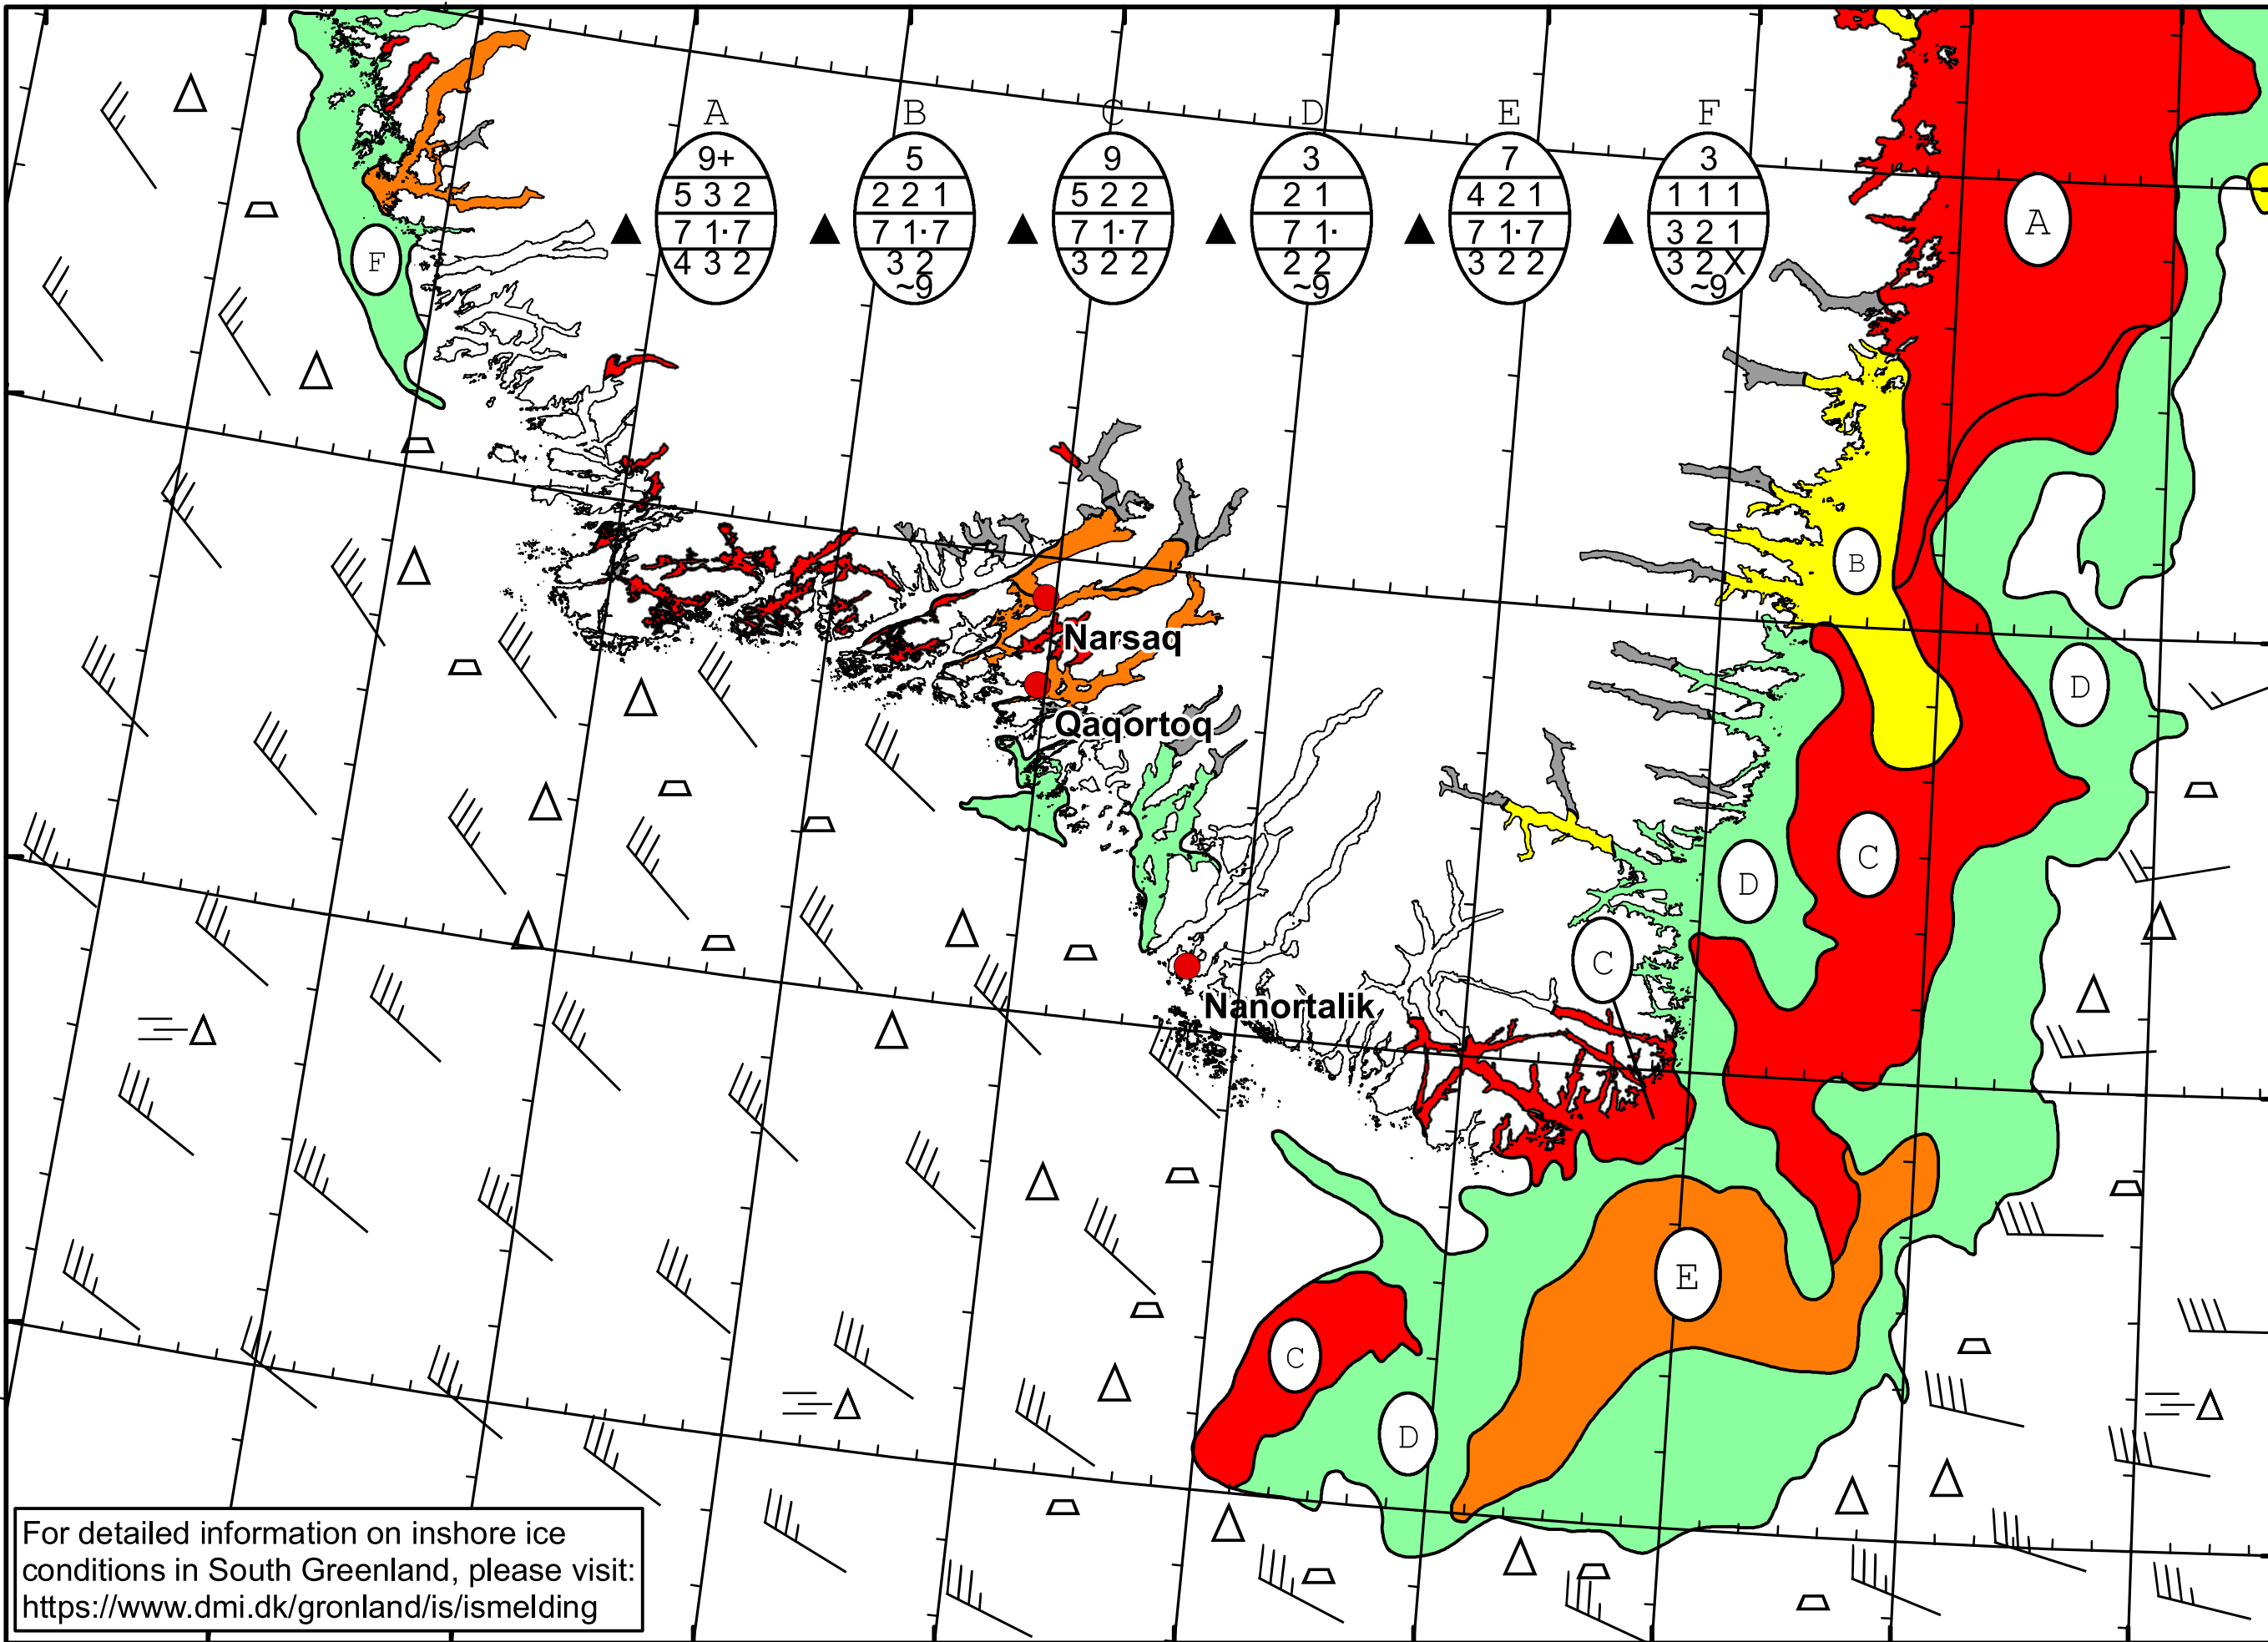 A B C D E F
9+ 5 9 3 7 3
5 3 2 2 2 1 5 2 2 2 1 4 2 1 1 1 1
7 1·7 7 1·7 7 1·7 7 1· 7 1·7 3 2 1
4 3 2 3 2 3 2 2 2 2 3 2 2 3 2 X
~9 ~9 ~9
A
F
B
Narsaq
D
Qaqortoq
C
D
C
Nanortalik
E
C
D
For detailed information on inshore ice
conditions in South Greenland, please visit:
https://www.dmi.dk/gronland/is/ismelding